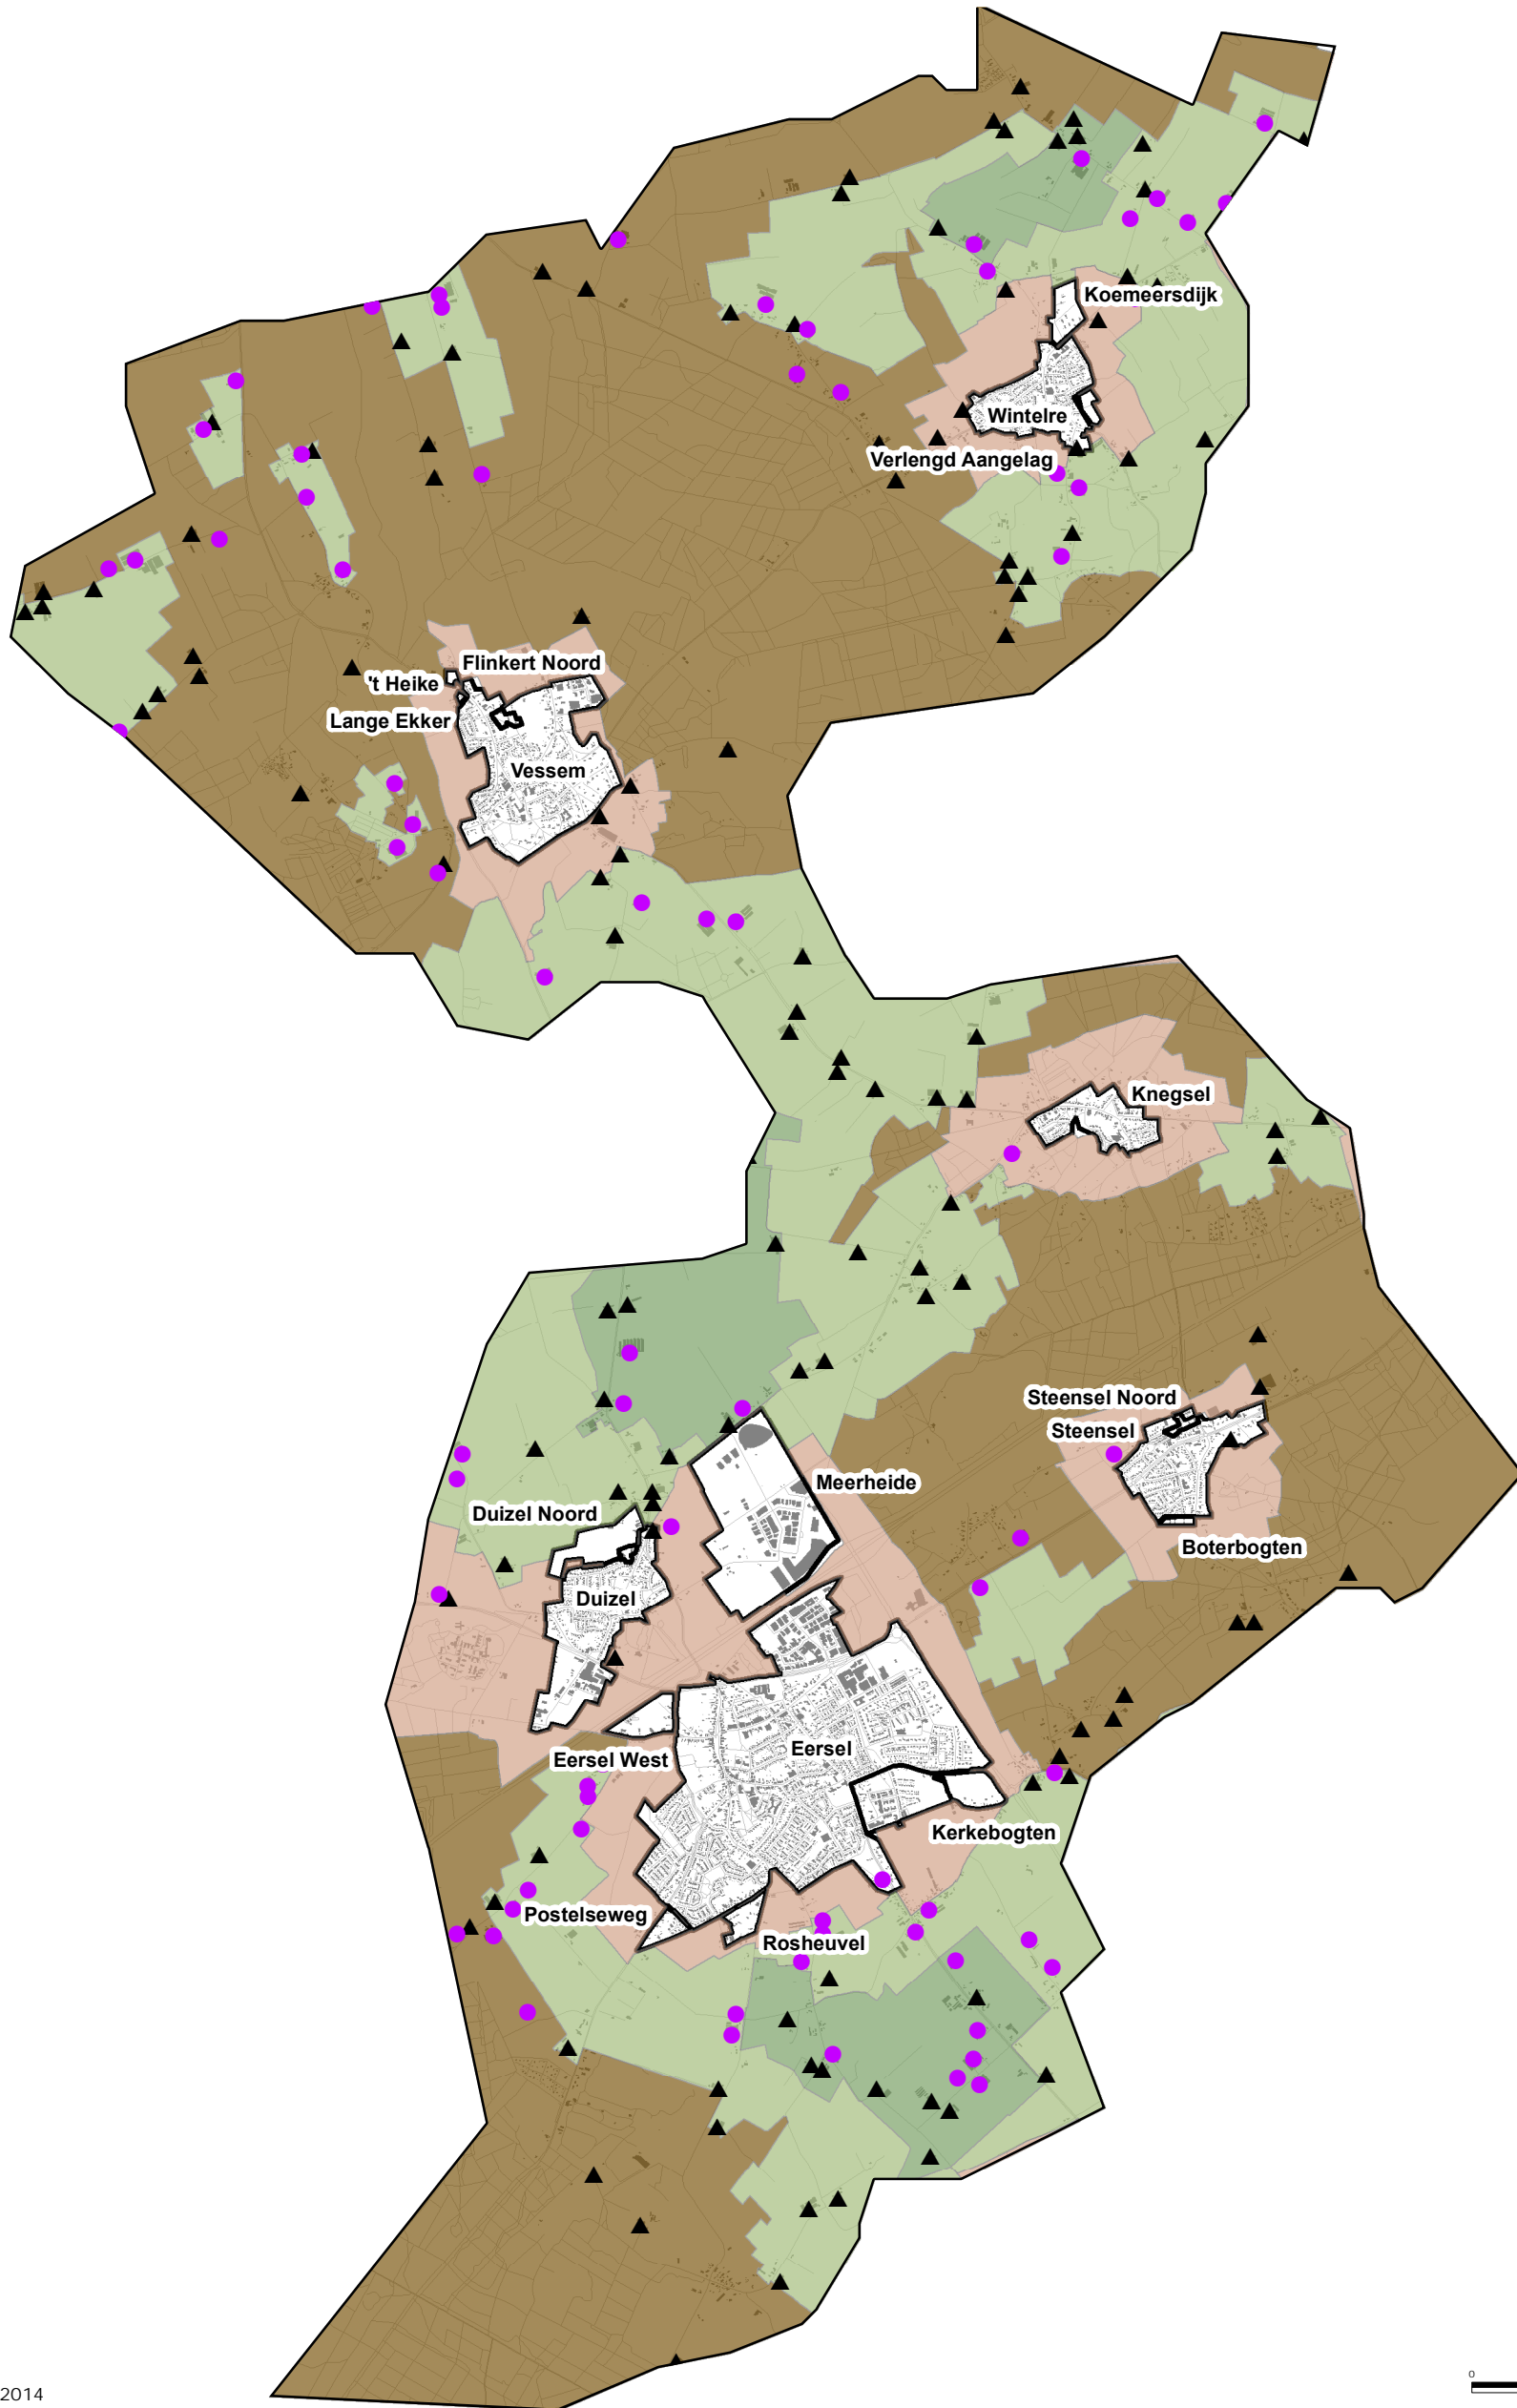 Koemeersdijk
Wintelre
Verlengd Aangelag
Flinkert Noord
't Heike
Lange Ekker
Vessem
Knegsel
Steensel Noord
Steensel
Meerheide
Duizel Noord
Boterbogten
Duizel
Eersel
Eersel West
Kerkebogten
Postelseweg
Rosheuvel
0
2014